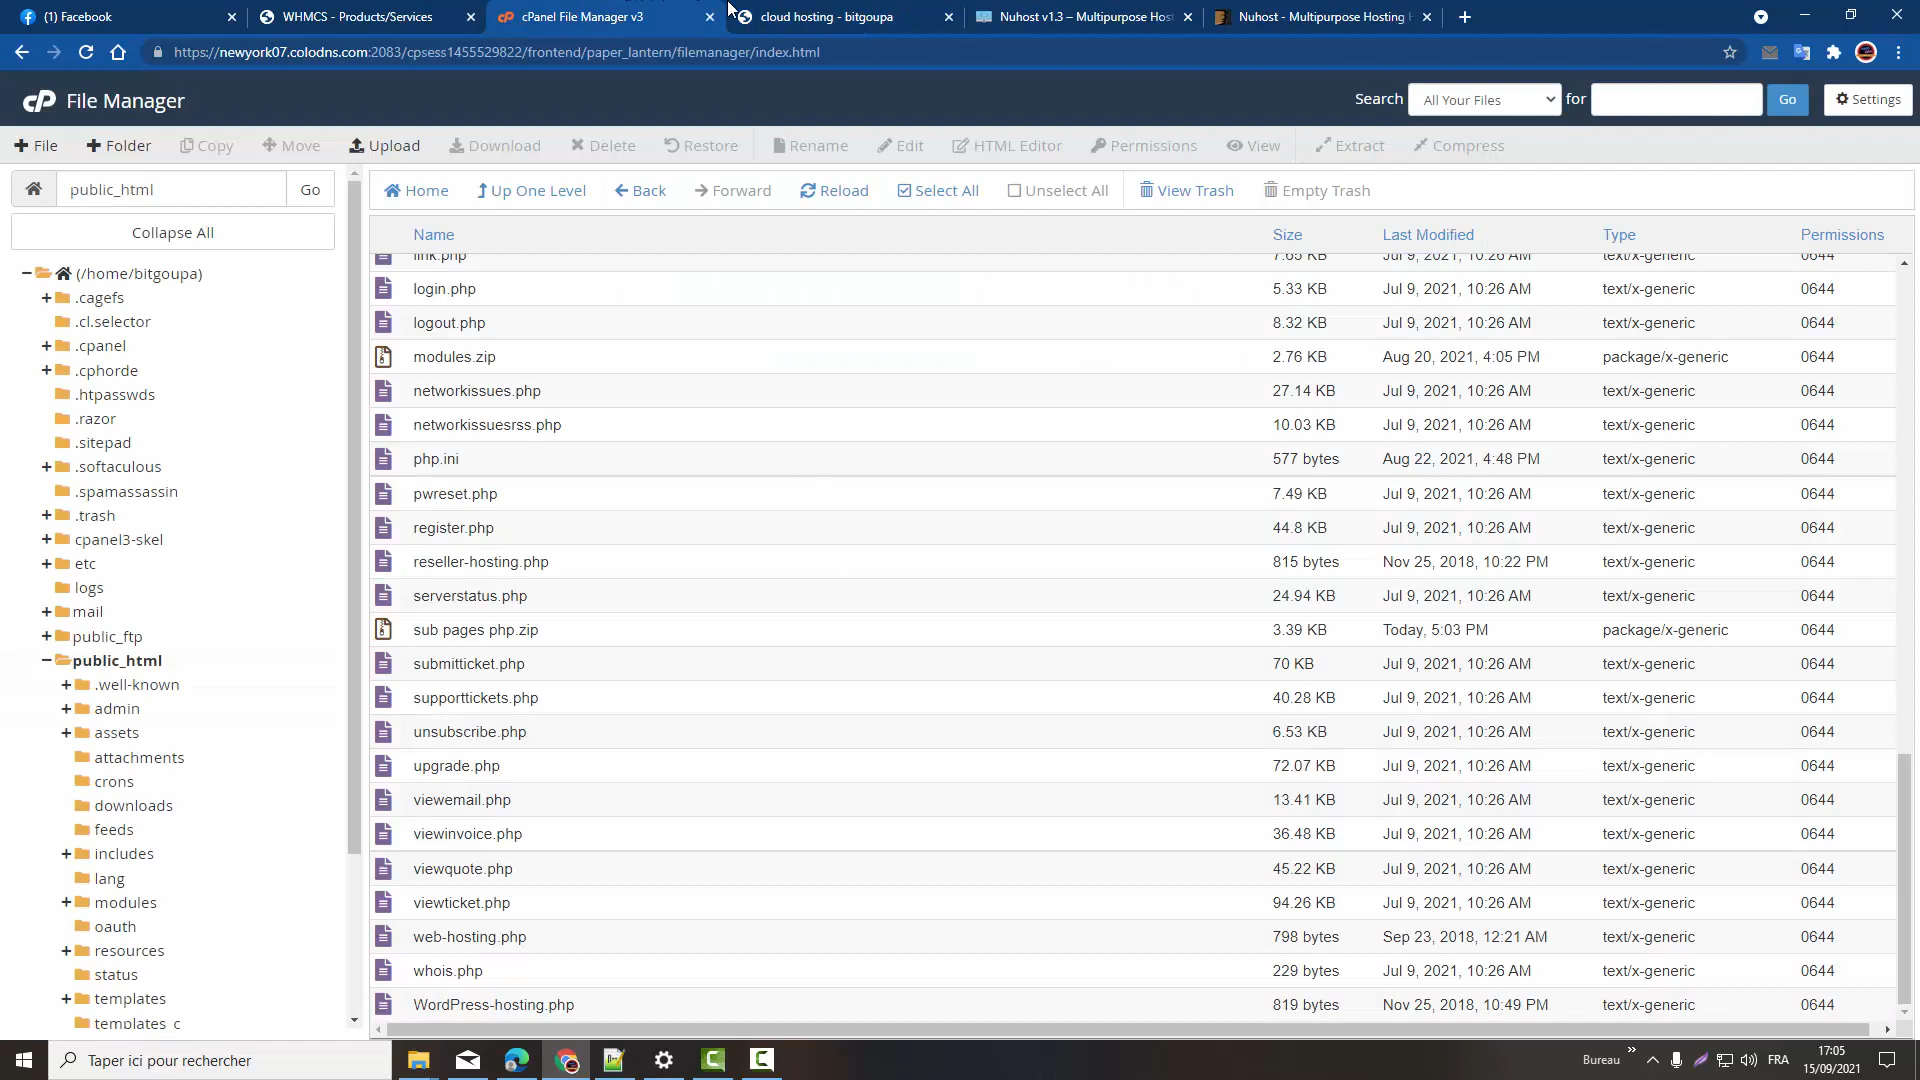 (1) Facebook
WHMCS - Products/Services
cPanel File Manager v3
cloud hosting - bitgoupa
Nuhost v1.3 – Multipurpose Hos
Nuhost - Multipurpose Hosting
https://newyork07.colodns.com:2083/cpsess1455529822/frontend/paper_lantern/filemanager/index.html
cP File Manager
Search All Your Files for Go Settings
File Folder Copy Move Upload Download Delete Restore Rename Edit HTML Editor Permissions View Extract Compress
public_html Go
Home Up One Level Back Forward Reload Select All Unselect All View Trash Empty Trash
Collapse All
(/home/bitgoupa)
.cagefs
.cl.selector
.cpanel
.cphorde
.htpasswds
.razor
.sitepad
.softaculous
.spamassassin
.trash
cpanel3-skel
etc
logs
mail
public_ftp
public_html
.well-known
admin
assets
attachments
crons
downloads
feeds
includes
lang
modules
oauth
resources
status
templates
templates_c
Name Size Last Modified Type Permissions
link.php 7.65 KB Jul 9, 2021, 10:26 AM text/x-generic 0644
login.php 5.33 KB Jul 9, 2021, 10:26 AM text/x-generic 0644
logout.php 8.32 KB Jul 9, 2021, 10:26 AM text/x-generic 0644
modules.zip 2.76 KB Aug 20, 2021, 4:05 PM package/x-generic 0644
networkissues.php 27.14 KB Jul 9, 2021, 10:26 AM text/x-generic 0644
networkissuesrss.php 10.03 KB Jul 9, 2021, 10:26 AM text/x-generic 0644
php.ini 577 bytes Aug 22, 2021, 4:48 PM text/x-generic 0644
pwreset.php 7.49 KB Jul 9, 2021, 10:26 AM text/x-generic 0644
register.php 44.8 KB Jul 9, 2021, 10:26 AM text/x-generic 0644
reseller-hosting.php 815 bytes Nov 25, 2018, 10:22 PM text/x-generic 0644
serverstatus.php 24.94 KB Jul 9, 2021, 10:26 AM text/x-generic 0644
sub pages php.zip 3.39 KB Today, 5:03 PM package/x-generic 0644
submitticket.php 70 KB Jul 9, 2021, 10:26 AM text/x-generic 0644
supporttickets.php 40.28 KB Jul 9, 2021, 10:26 AM text/x-generic 0644
unsubscribe.php 6.53 KB Jul 9, 2021, 10:26 AM text/x-generic 0644
upgrade.php 72.07 KB Jul 9, 2021, 10:26 AM text/x-generic 0644
viewemail.php 13.41 KB Jul 9, 2021, 10:26 AM text/x-generic 0644
viewinvoice.php 36.48 KB Jul 9, 2021, 10:26 AM text/x-generic 0644
viewquote.php 45.22 KB Jul 9, 2021, 10:26 AM text/x-generic 0644
viewticket.php 94.26 KB Jul 9, 2021, 10:26 AM text/x-generic 0644
web-hosting.php 798 bytes Sep 23, 2018, 12:21 AM text/x-generic 0644
whois.php 229 bytes Jul 9, 2021, 10:26 AM text/x-generic 0644
WordPress-hosting.php 819 bytes Nov 25, 2018, 10:49 PM text/x-generic 0644
Taper ici pour rechercher
Bureau » FRA 17:05
15/09/2021